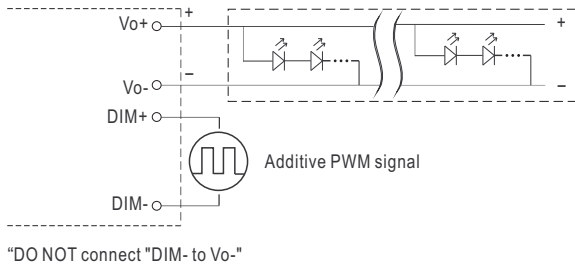 Vo+ + +
Vo- – –
DIM+
Additive PWM signal
DIM-
“DO NOT connect "DIM- to Vo-"